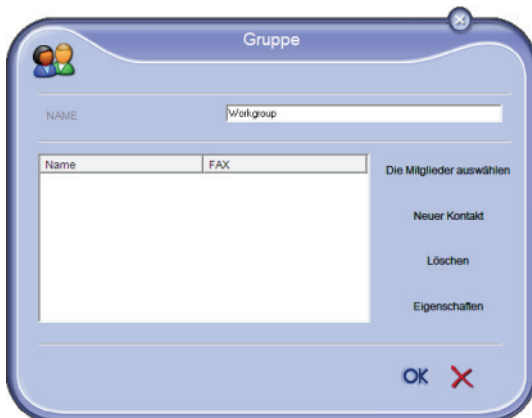 Gruppe
NAME
Workgroup
Name FAX
Die Mitglieder auswählen
Neuer Kontakt
Löschen
Eigenschaften
OK